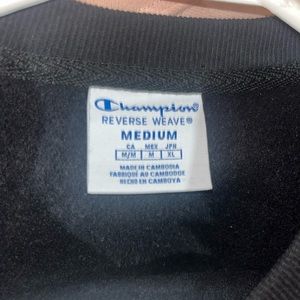 Champion®
REVERSE WEAVE®
MEDIUM
CA MEX JPN
M/M M XL
MADE IN CAMBODIA
FABRIQUÉ AU CAMBODGE
HECHO EN CAMBOYA